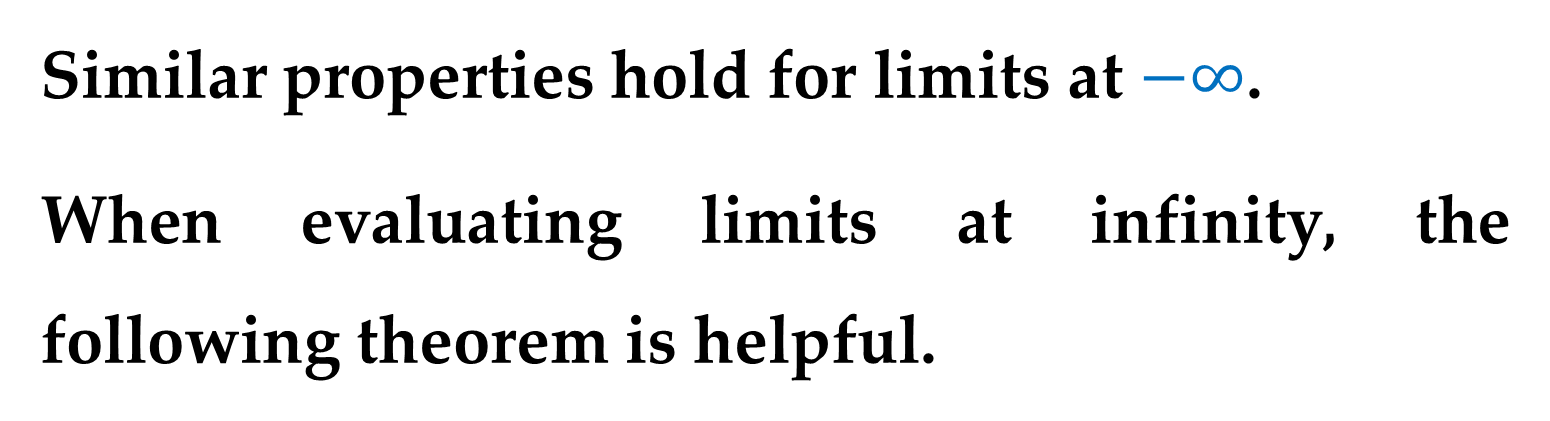 Similar properties hold for limits at −∞.
When evaluating limits at infinity, the
following theorem is helpful.